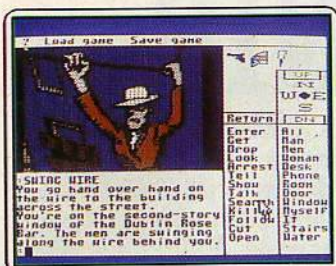 ? Load game Save game
UP
N
W E
S
DN
Return
Enter All
Get Man
Drop Men
Look Woman
Arrest Desk
Tell Phone
Show Room
Talk Door
Search Window
Kill Myself
Follow It
Cut Stairs
Open Water
:SWING WIRE
You go hand over hand on
the wire to the building
across the street.
You're on the second-story
window of the Dublin Rose
Bar. The men are swinging
along the wire behind you.
: